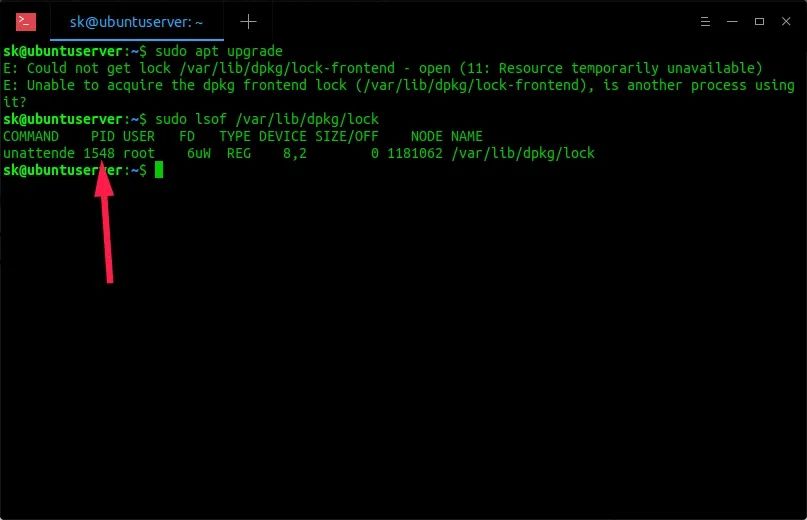 sk@ubuntuserver: ~
sk@ubuntuserver:~$ sudo apt upgrade
E: Could not get lock /var/lib/dpkg/lock-frontend - open (11: Resource temporarily unavailable)
E: Unable to acquire the dpkg frontend lock (/var/lib/dpkg/lock-frontend), is another process using
it?
sk@ubuntuserver:~$ sudo lsof /var/lib/dpkg/lock
COMMAND    PID USER   FD   TYPE DEVICE SIZE/OFF    NODE NAME
unattende 1548 root    6uW  REG    8,2        0 1181062 /var/lib/dpkg/lock
sk@ubuntuserver:~$